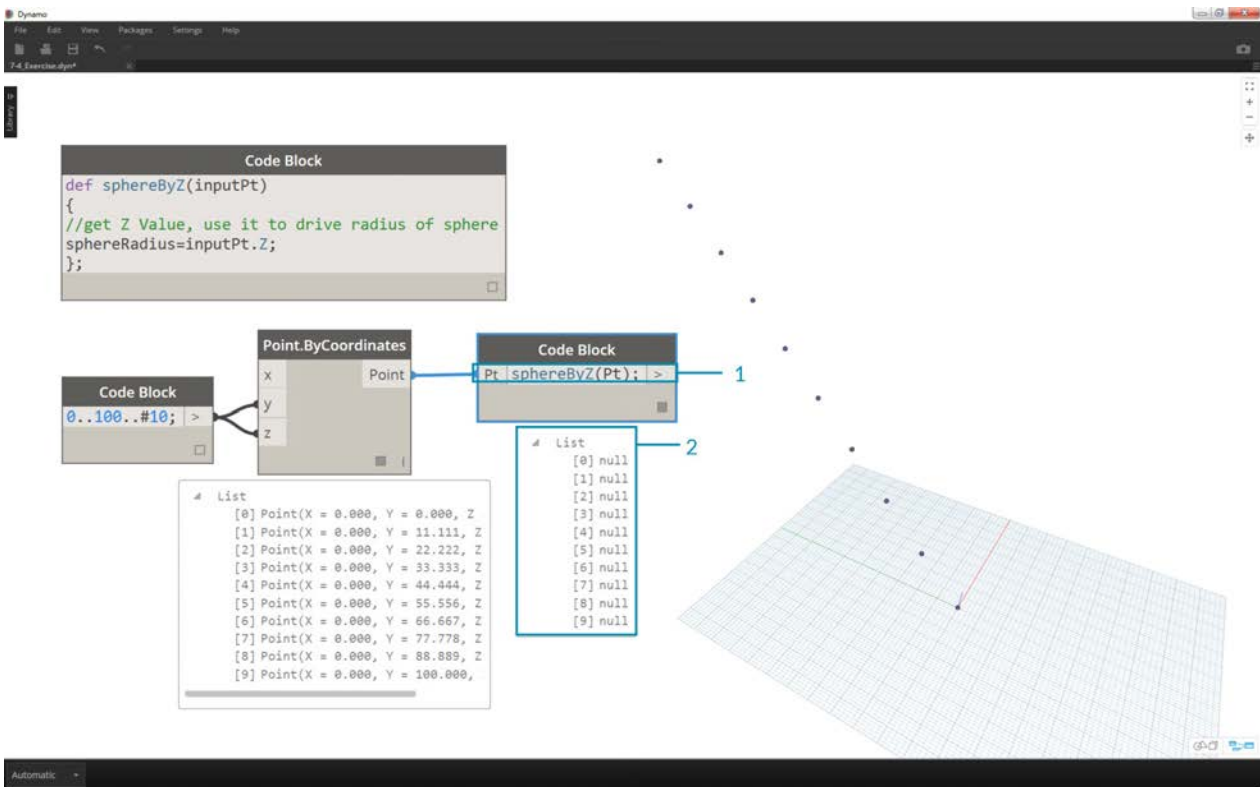 Dynamo
File Edit View Packages Settings Help
7-4_Exercise.dyn*
Library
Code Block
def sphereByZ(inputPt)
{
//get Z Value, use it to drive radius of sphere
sphereRadius=inputPt.Z;
};
Point.ByCoordinates
x Point
y
z
Code Block
0..100..#10; >
Code Block
Pt sphereByZ(Pt); >
1
2
List
[0] Point(X = 0.000, Y = 0.000, Z
[1] Point(X = 0.000, Y = 11.111, Z
[2] Point(X = 0.000, Y = 22.222, Z
[3] Point(X = 0.000, Y = 33.333, Z
[4] Point(X = 0.000, Y = 44.444, Z
[5] Point(X = 0.000, Y = 55.556, Z
[6] Point(X = 0.000, Y = 66.667, Z
[7] Point(X = 0.000, Y = 77.778, Z
[8] Point(X = 0.000, Y = 88.889, Z
[9] Point(X = 0.000, Y = 100.000,
List
[0] null
[1] null
[2] null
[3] null
[4] null
[5] null
[6] null
[7] null
[8] null
[9] null
Automatic